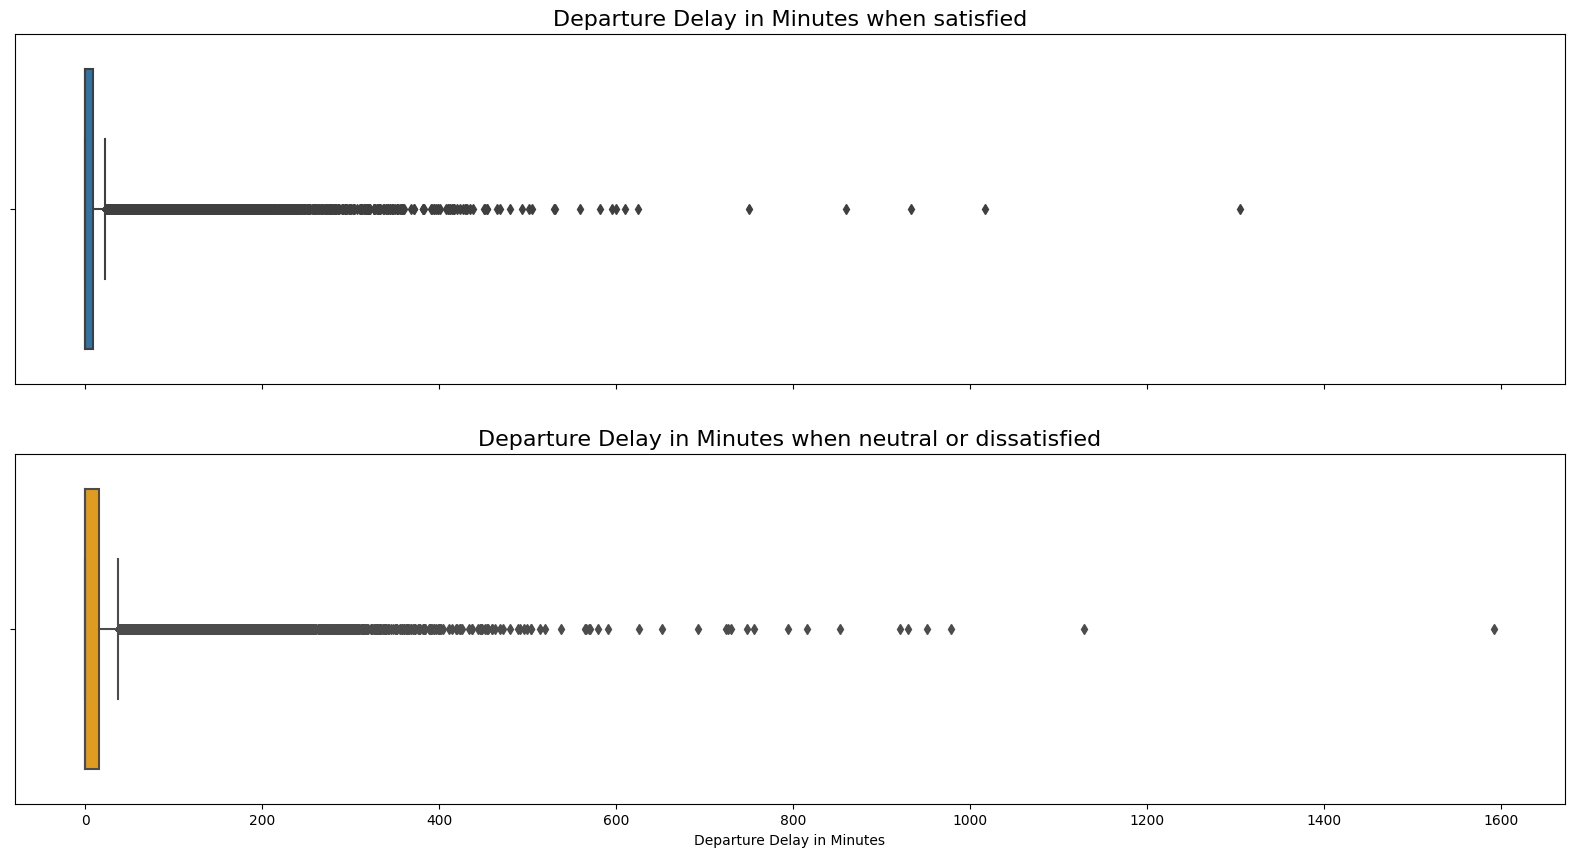 Departure Delay in Minutes when satisfied
Departure Delay in Minutes when neutral or dissatisfied
0 200 400 600 800 1000 1200 1400 1600
Departure Delay in Minutes